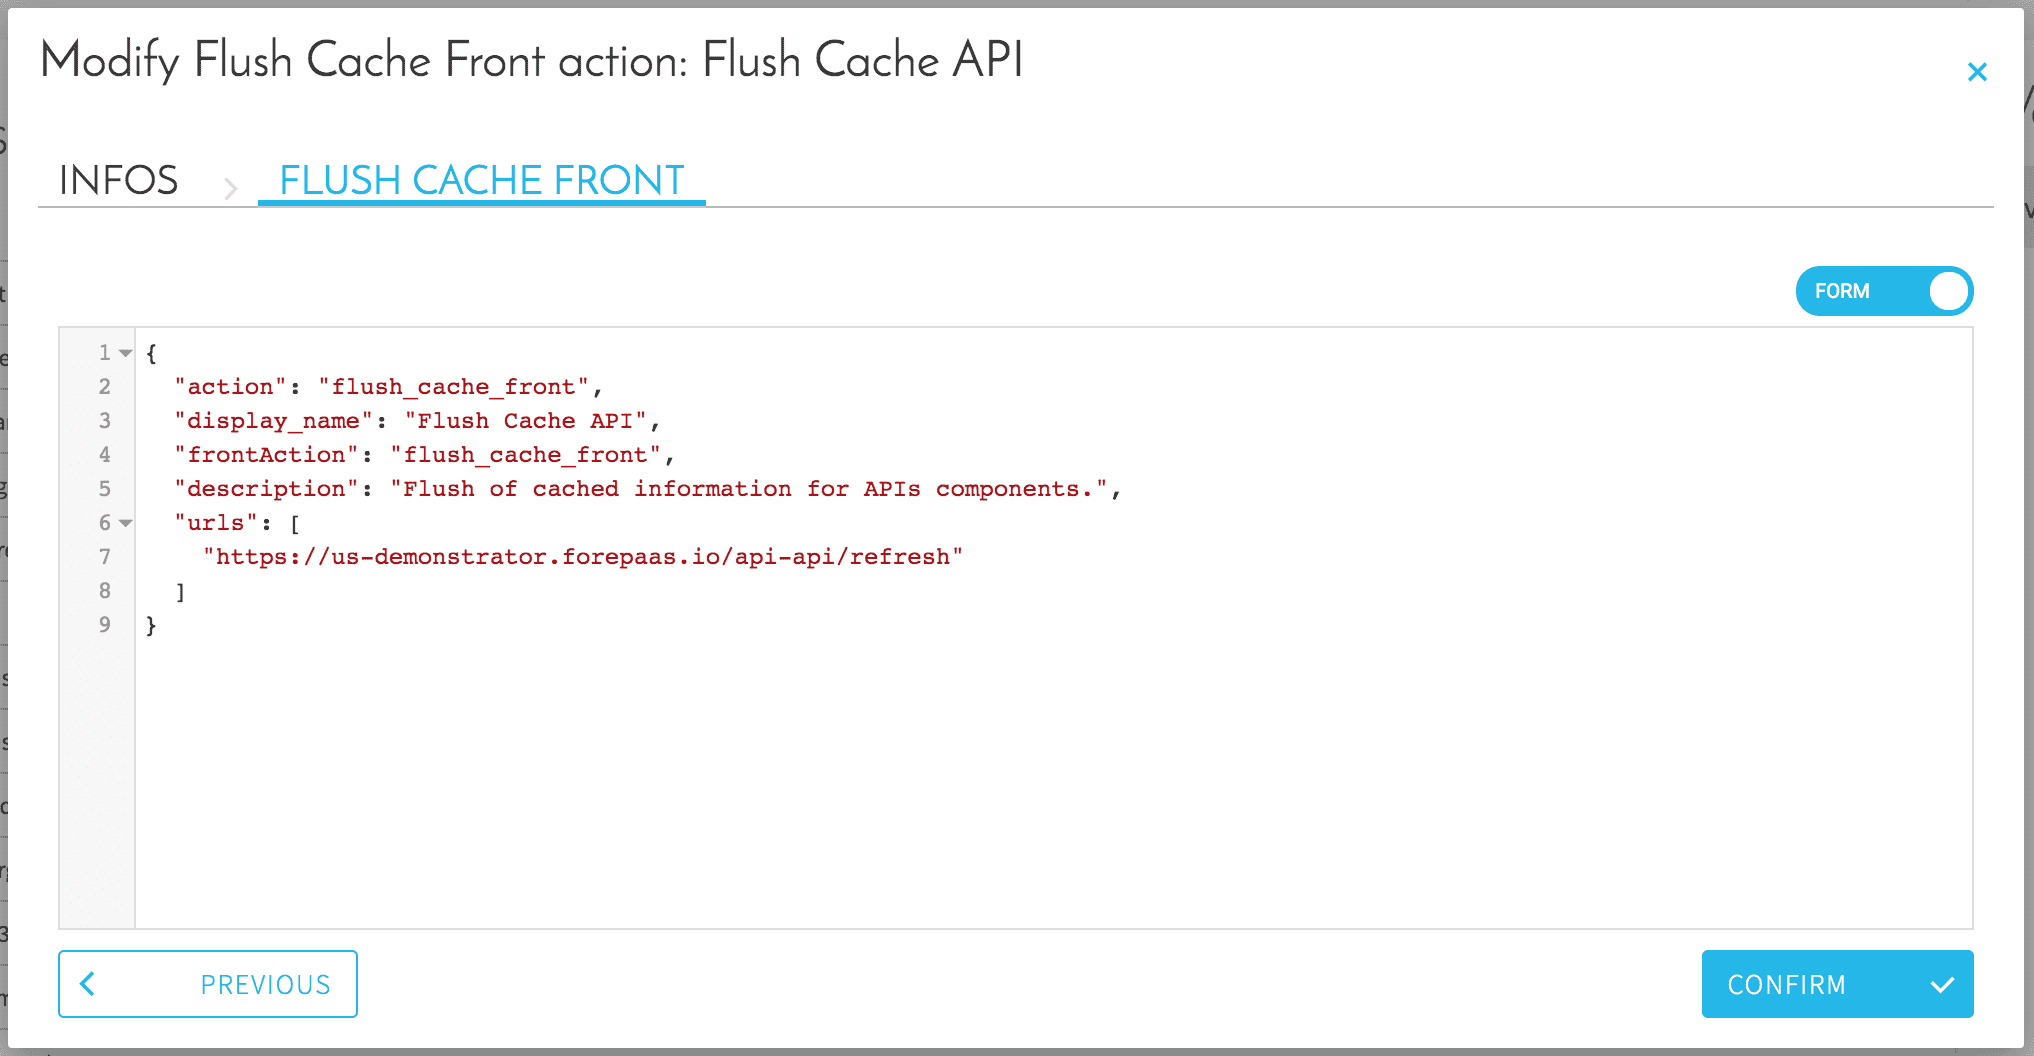 Modify Flush Cache Front action: Flush Cache API
INFOS
FLUSH CACHE FRONT
FORM
1 {
2 "action": "flush_cache_front",
3 "display_name": "Flush Cache API",
4 "frontAction": "flush_cache_front",
5 "description": "Flush of cached information for APIs components.",
6 "urls": [
7 "https://us-demonstrator.forepaas.io/api-api/refresh"
8 ]
9 }
PREVIOUS
CONFIRM